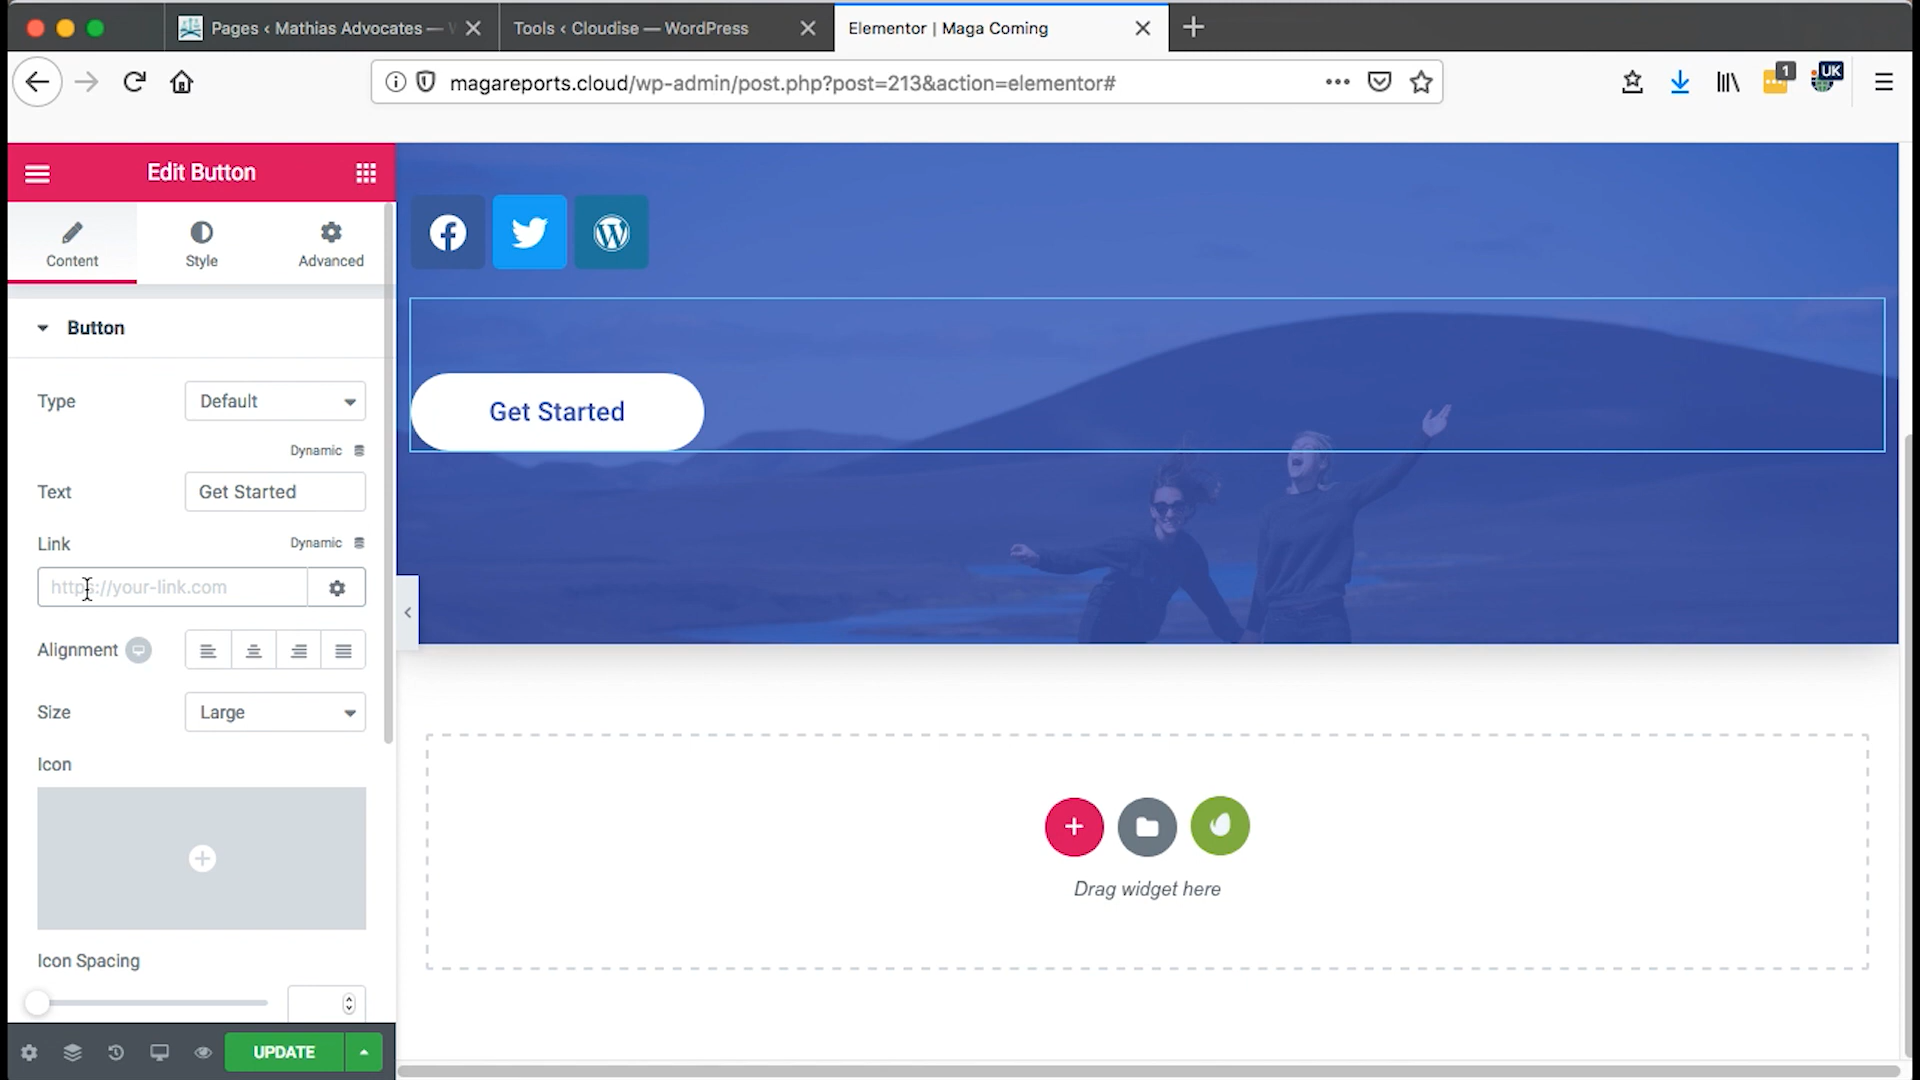 Pages ‹ Mathias Advocates —
Tools ‹ Cloudise — WordPress
Elementor | Maga Coming
magareports.cloud/wp-admin/post.php?post=213&action=elementor#
1
UK
Edit Button
Content
Style
Advanced
Button
Type
Default
Dynamic
Text
Get Started
Link
Dynamic
https://your-link.com
Alignment
Size
Large
Icon
Icon Spacing
UPDATE
Get Started
Drag widget here